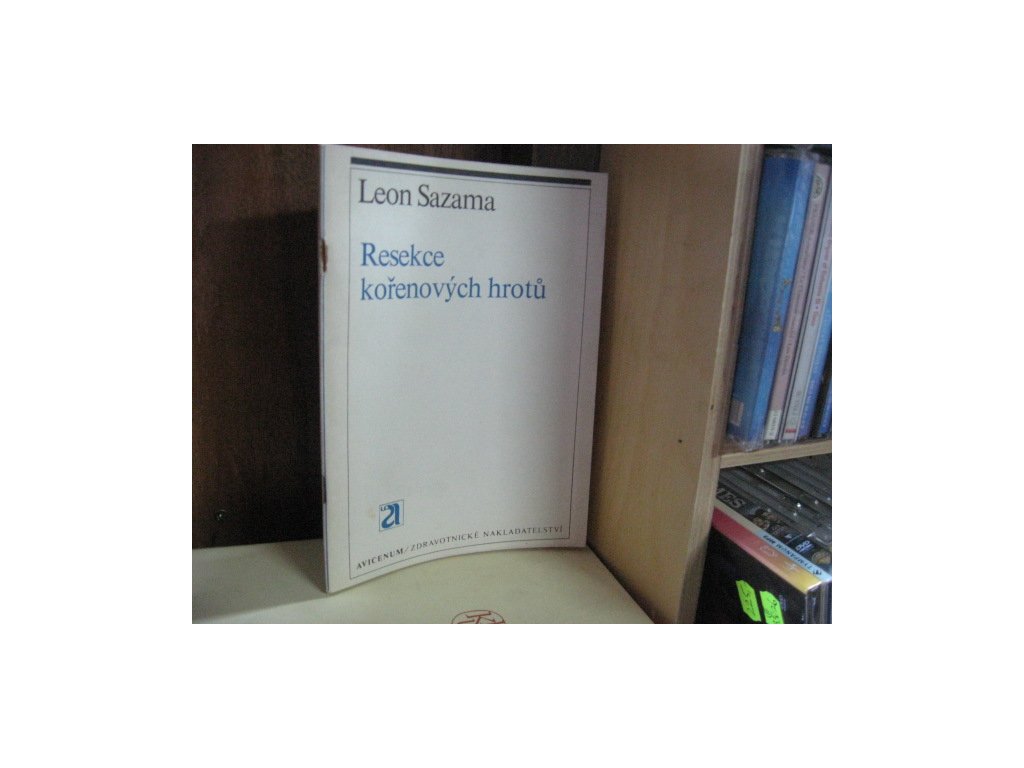 Leon Sazama
Resekce
kořenových hrotů
AVICENUM/ZDRAVOTNICKÉ NAKLADATELSTVÍ